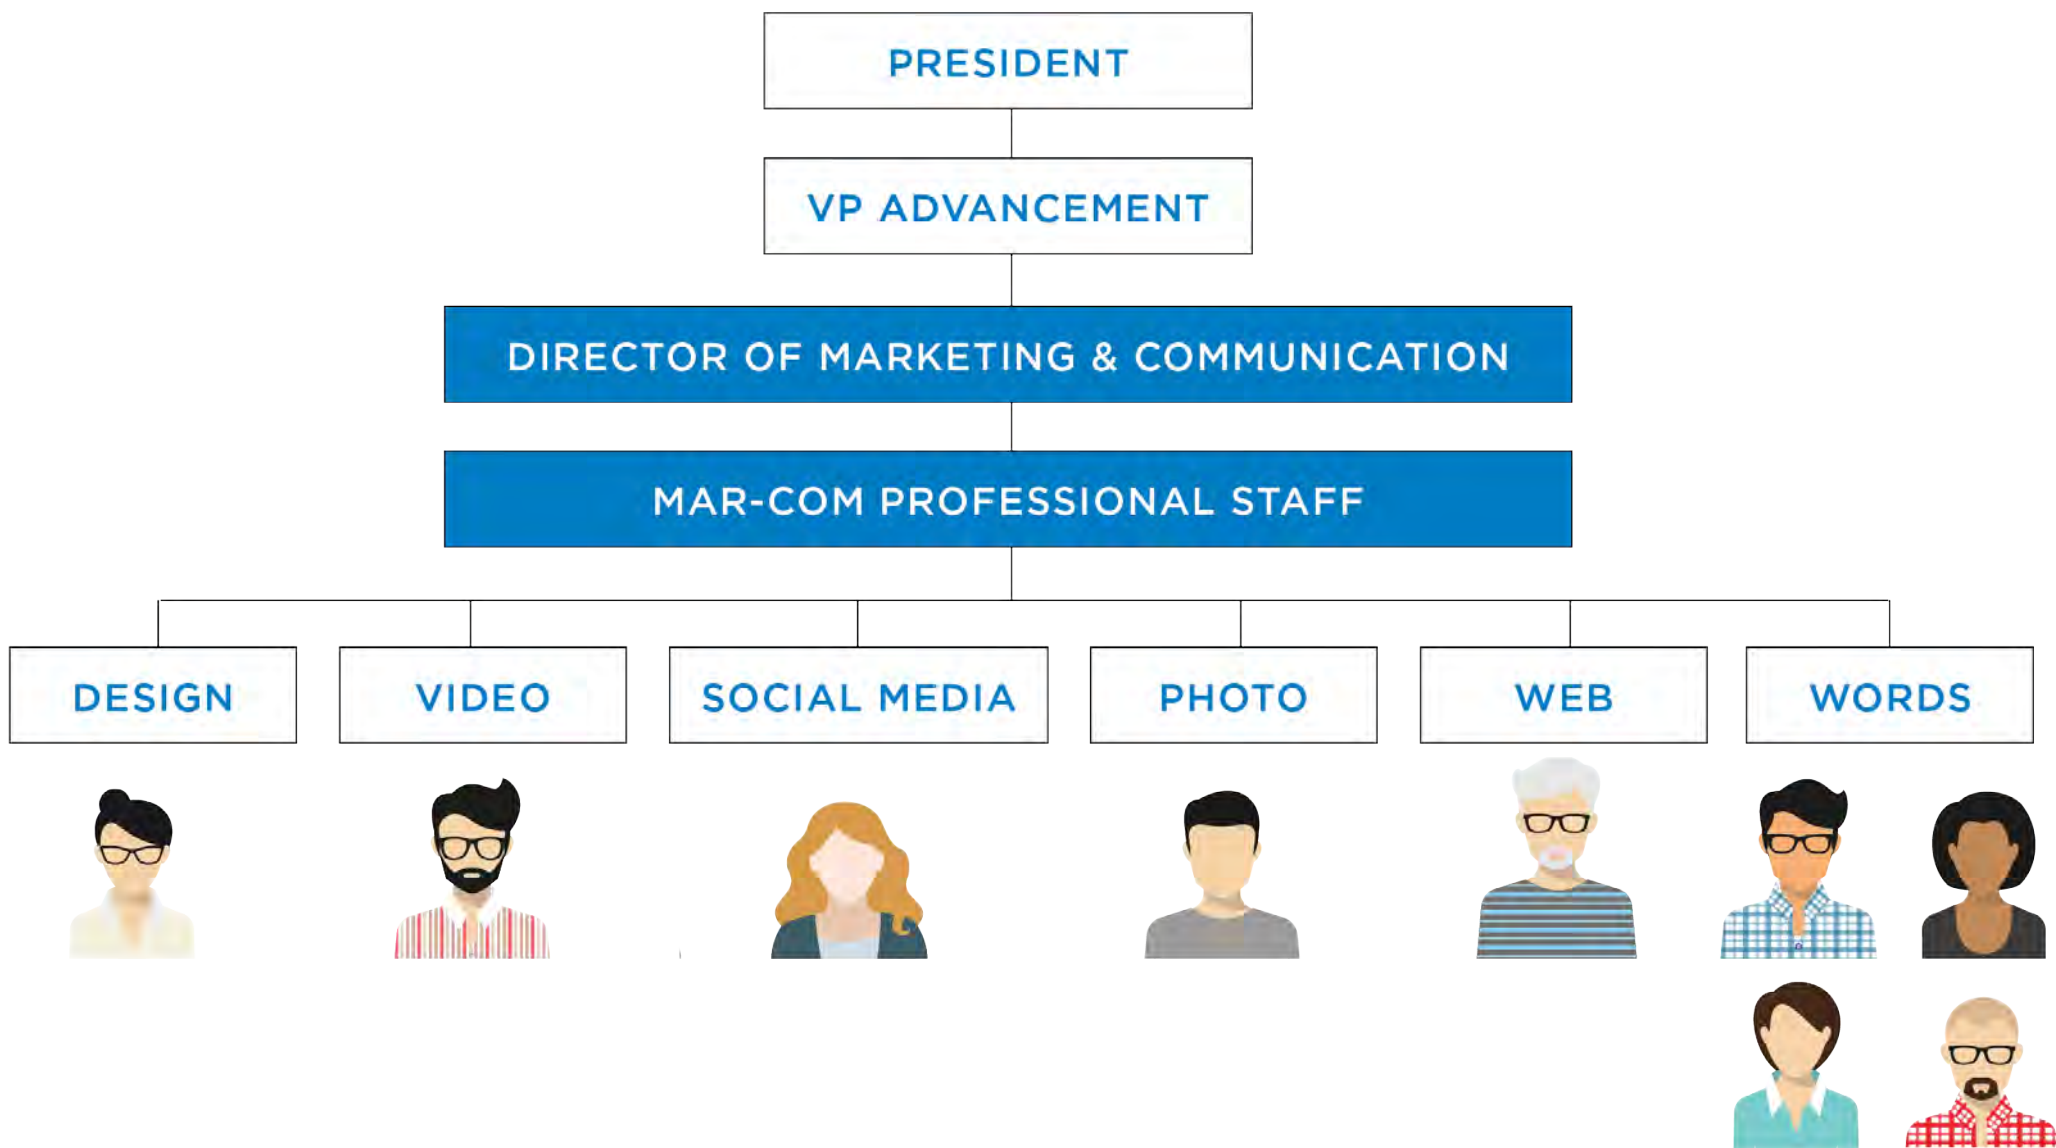 PRESIDENT
VP ADVANCEMENT
DIRECTOR OF MARKETING & COMMUNICATION
MAR-COM PROFESSIONAL STAFF
DESIGN
VIDEO
SOCIAL MEDIA
PHOTO
WEB
WORDS